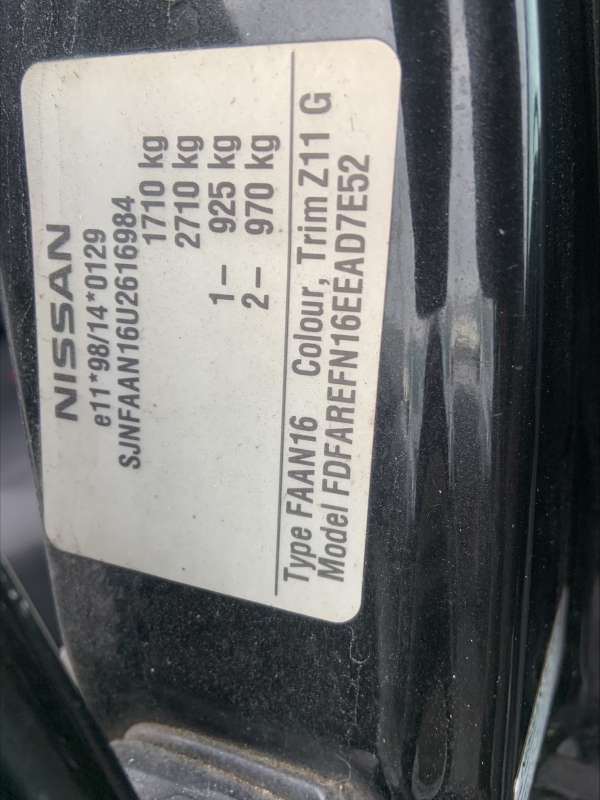 NISSAN
e11*98/14*0129
SJNFAAN16U2616984
1710 kg
2710 kg
1– 925 kg
2– 970 kg
Type FAAN16 Colour, Trim Z11 G
Model FDFAREFN16EEAD7E52